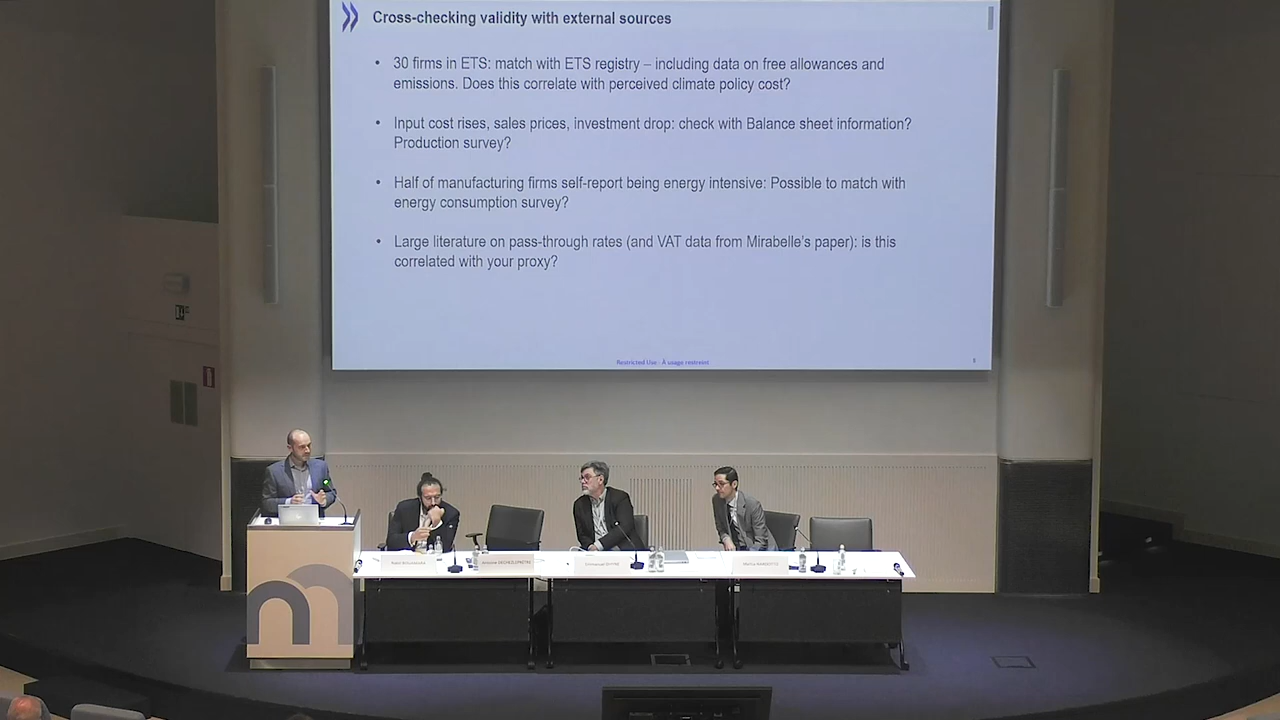 Cross-checking validity with external sources
• 30 firms in ETS: match with ETS registry – including data on free allowances and
emissions. Does this correlate with perceived climate policy cost?
• Input cost rises, sales prices, investment drop: check with Balance sheet information?
Production survey?
• Half of manufacturing firms self-report being energy intensive: Possible to match with
energy consumption survey?
• Large literature on pass-through rates (and VAT data from Mirabelle's paper): is this
correlated with your proxy?
Restricted Use - À usage restreint